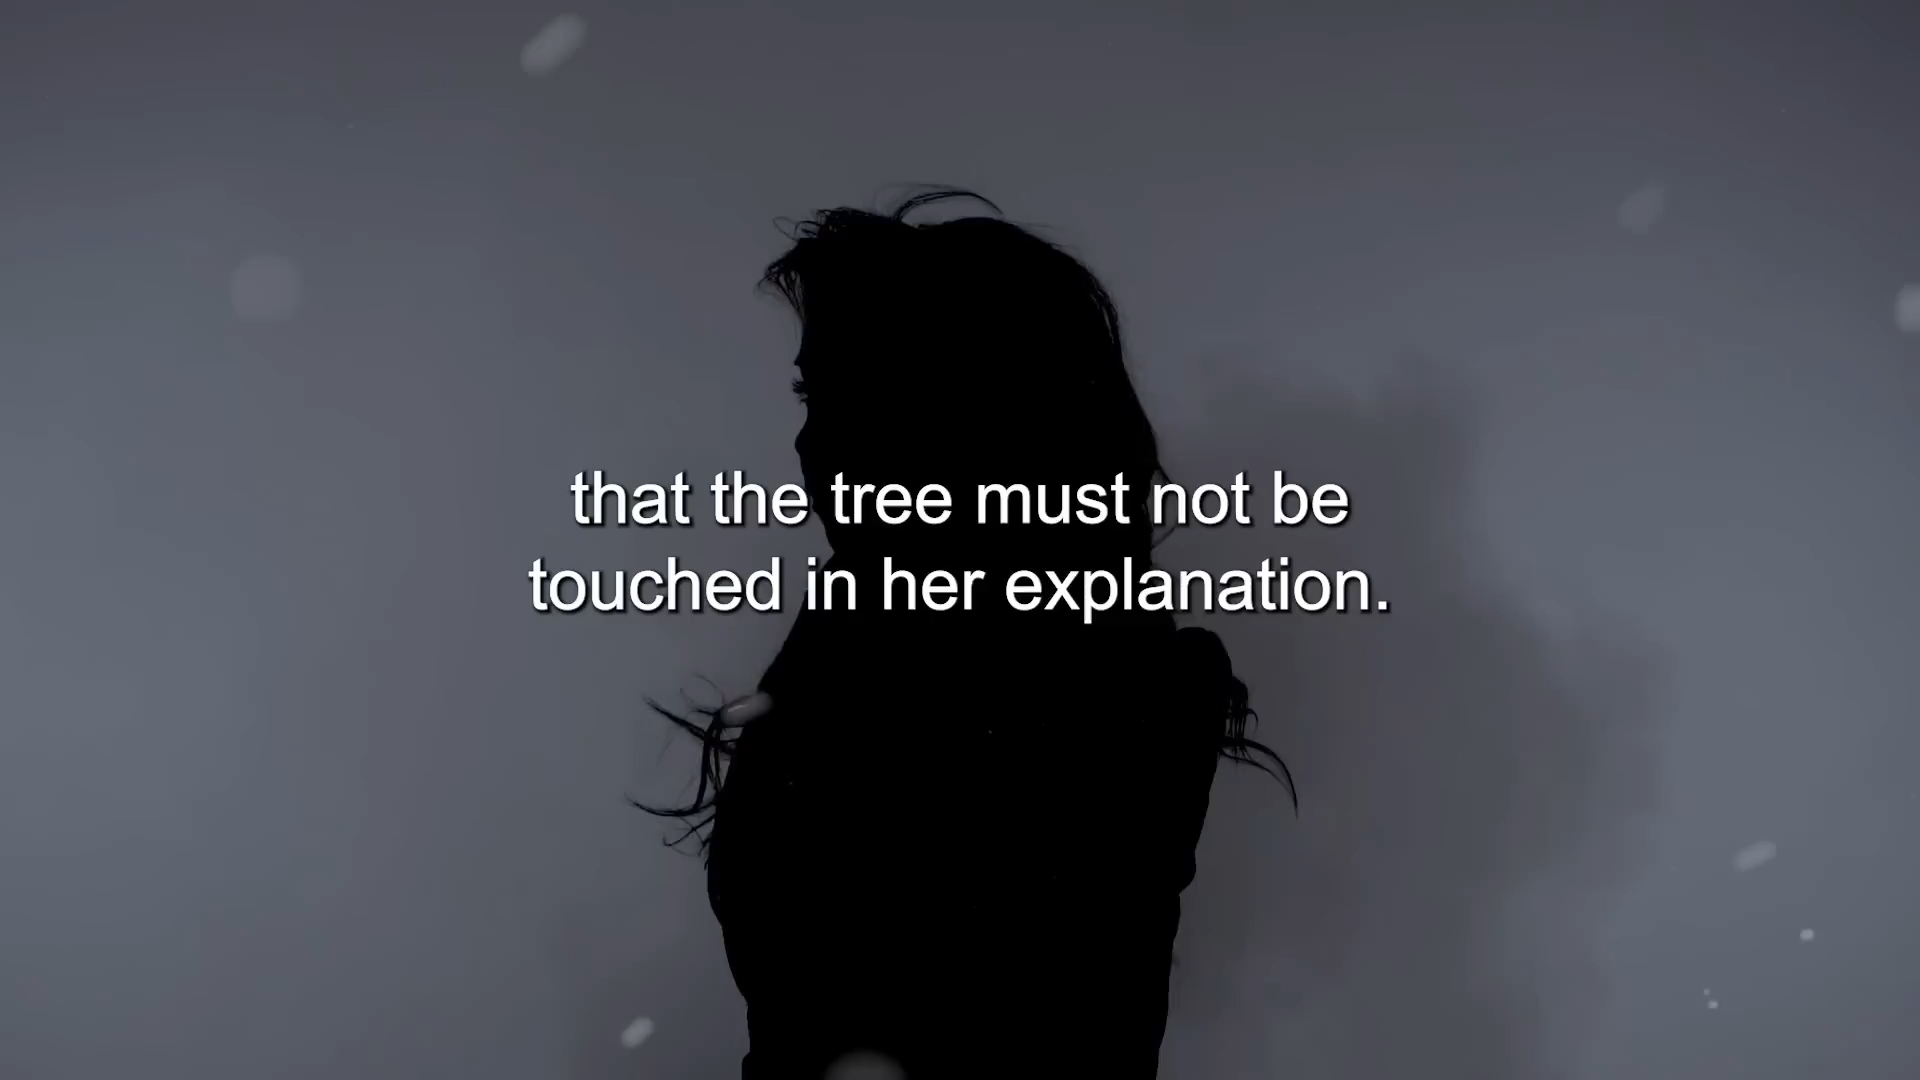 that the tree must not be
touched in her explanation.